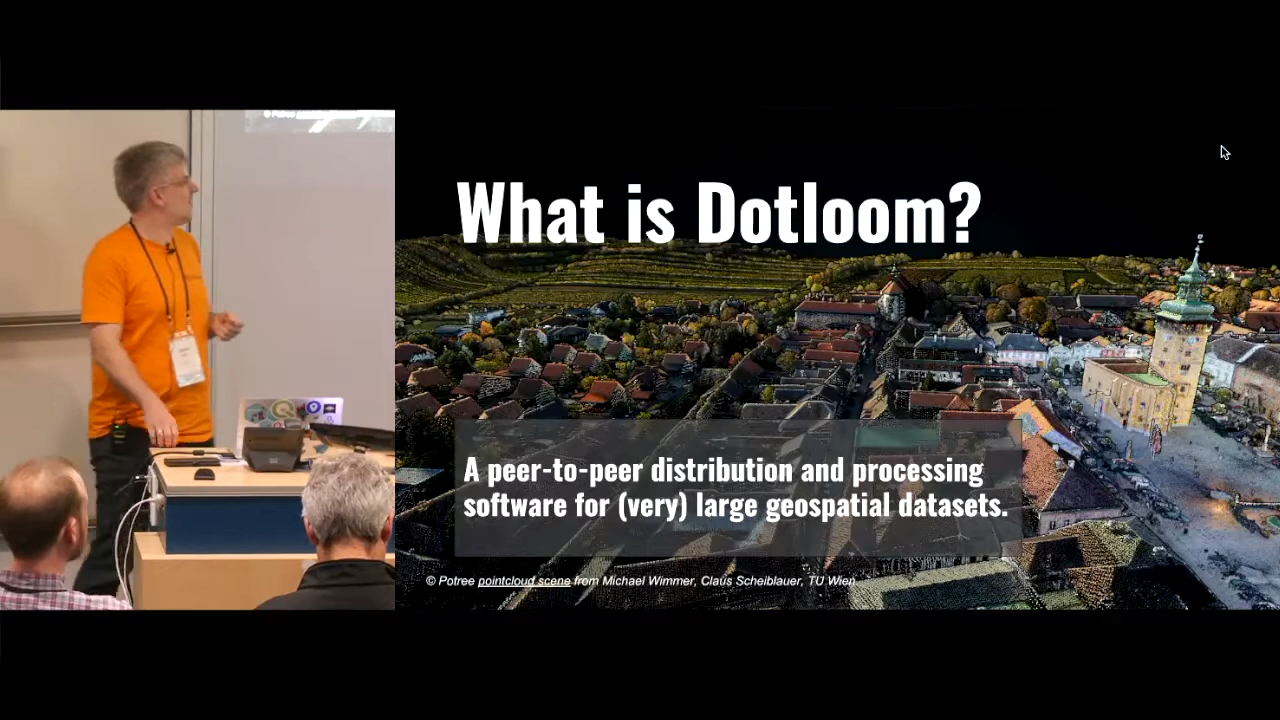 What is Dotloom?
A peer-to-peer distribution and processing
software for (very) large geospatial datasets.
© Potree pointcloud scene from Michael Wimmer, Claus Scheiblauer, TU Wien